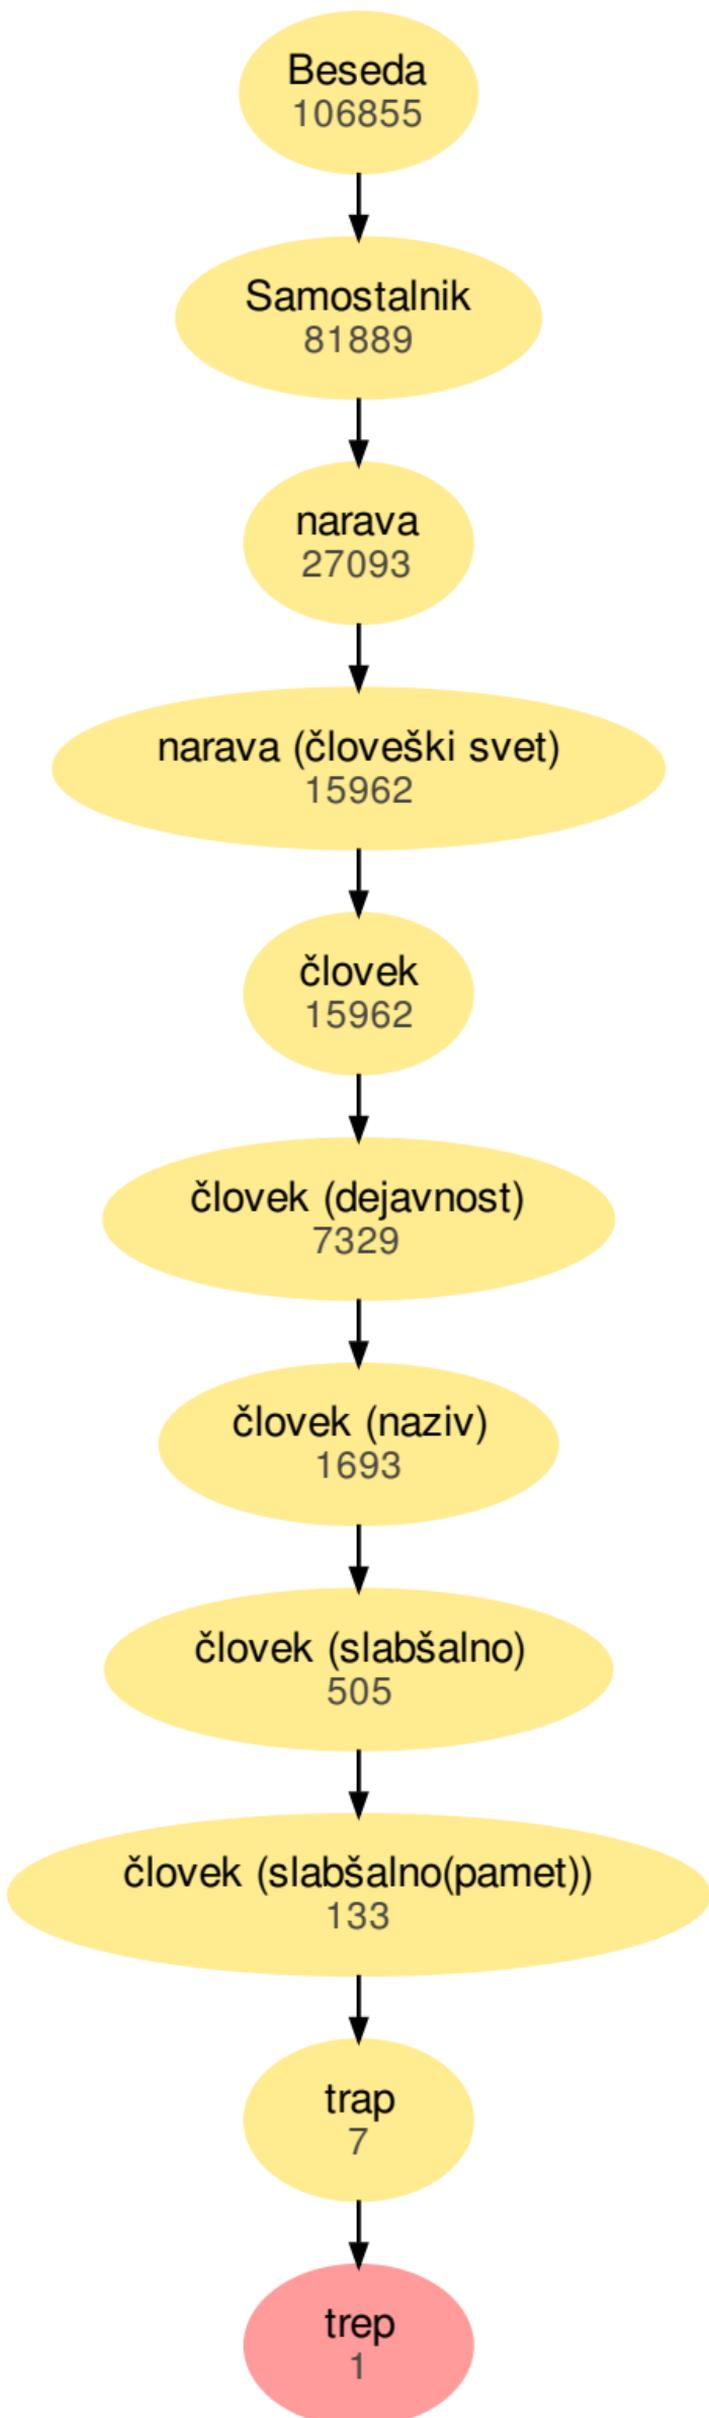 Beseda
106855
Samostalnik
81889
narava
27093
narava (človeški svet)
15962
človek
15962
človek (dejavnost)
7329
človek (naziv)
1693
človek (slabšalno)
505
človek (slabšalno(pamet))
133
trap
7
trep
1